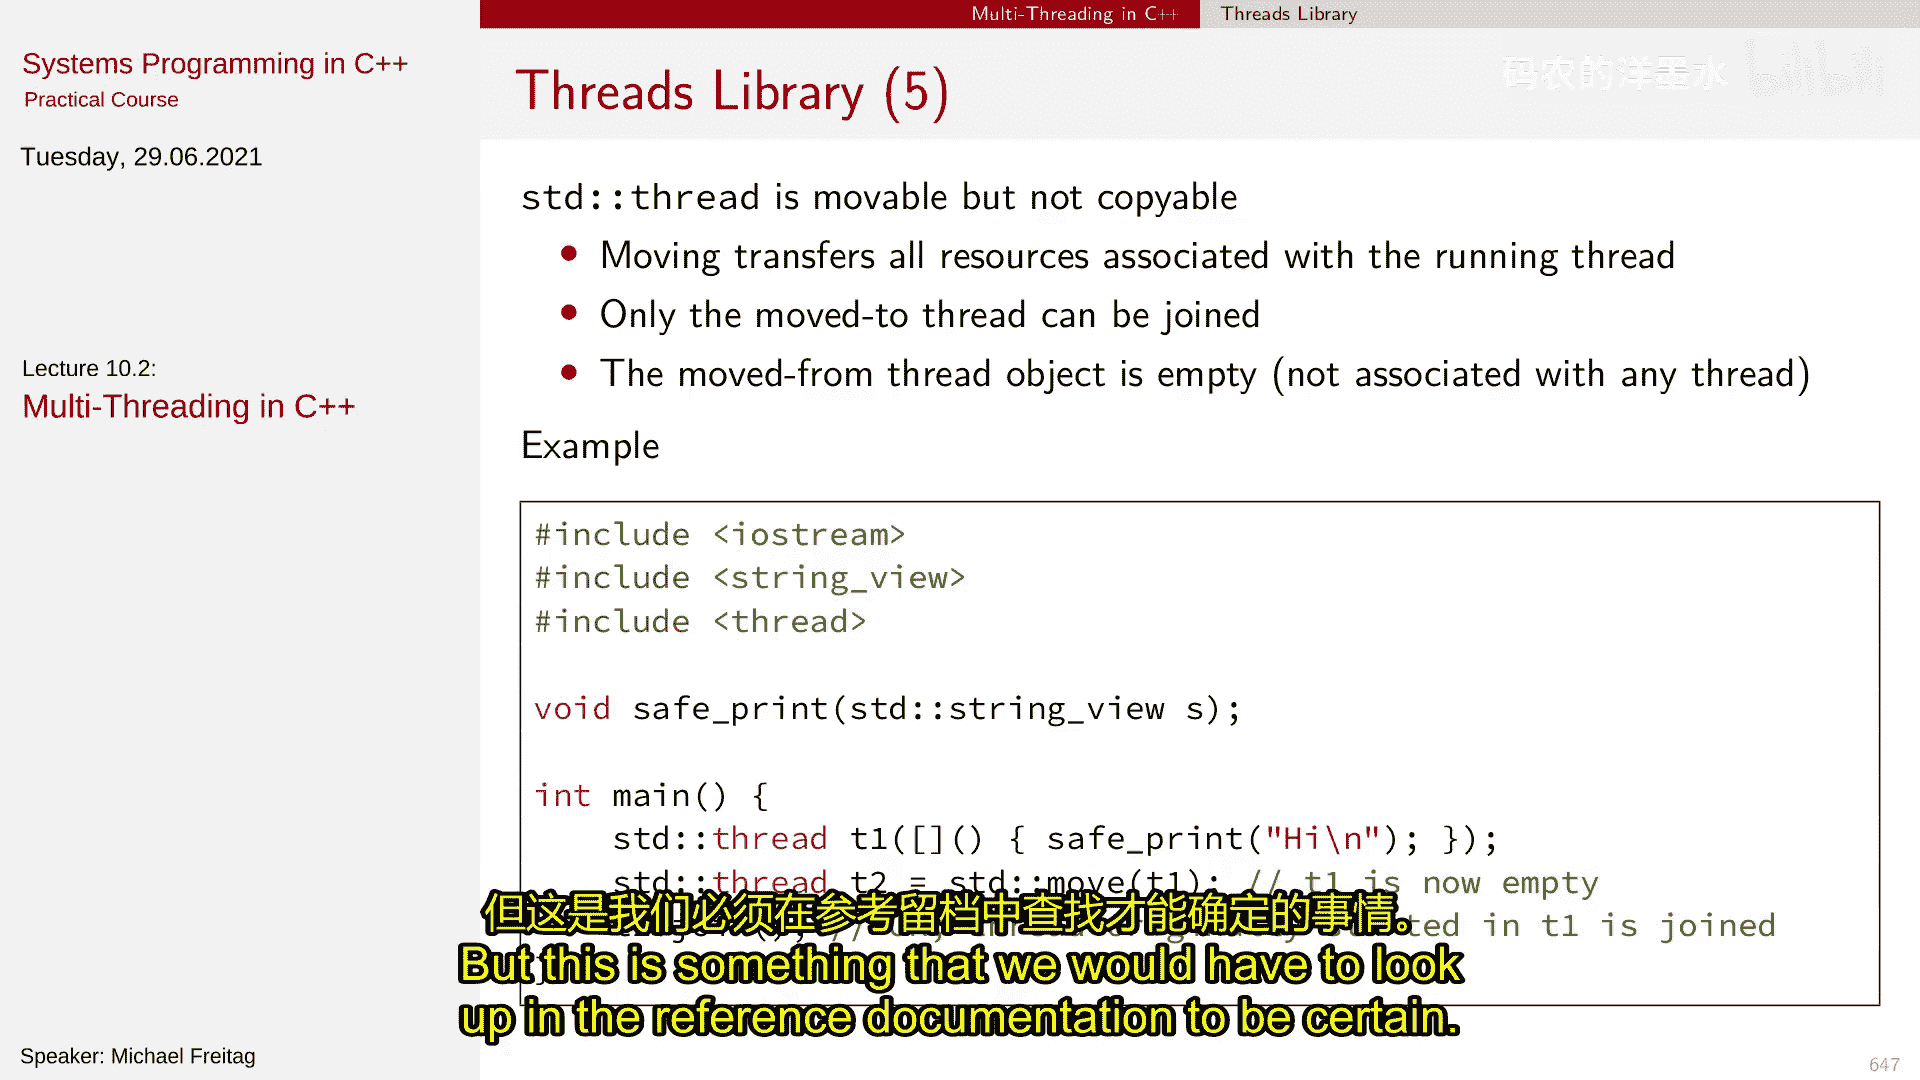 Multi-Threading in C++ Threads Library
Systems Programming in C++
Practical Course
Tuesday, 29.06.2021
Lecture 10.2:
Multi-Threading in C++
Speaker: Michael Freitag
Threads Library (5)
码农的洋墨水 bilibili
std::thread is movable but not copyable
• Moving transfers all resources associated with the running thread
• Only the moved-to thread can be joined
• The moved-from thread object is empty (not associated with any thread)
Example
#include <iostream>
#include <string_view>
#include <thread>
void safe_print(std::string_view s);
int main() {
std::thread t1([]() { safe_print("Hi\n"); });
std::thread t2 = std::move(t1); // t1 is now empty
in t1 is joined
}
但这是我们必须在参考留档中查找才能确定的事情。
But this is something that we would have to look
up in the reference documentation to be certain.
647